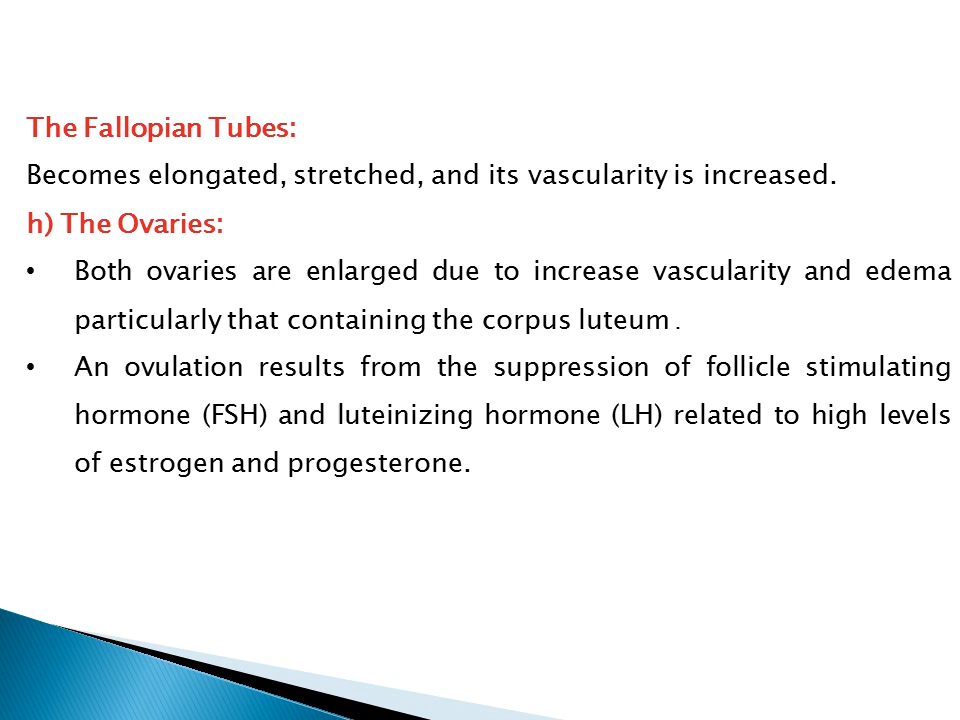 The Fallopian Tubes:
Becomes elongated, stretched, and its vascularity is increased.
h) The Ovaries:
• Both ovaries are enlarged due to increase vascularity and edema
particularly that containing the corpus luteum .
• An ovulation results from the suppression of follicle stimulating
hormone (FSH) and luteinizing hormone (LH) related to high levels
of estrogen and progesterone.